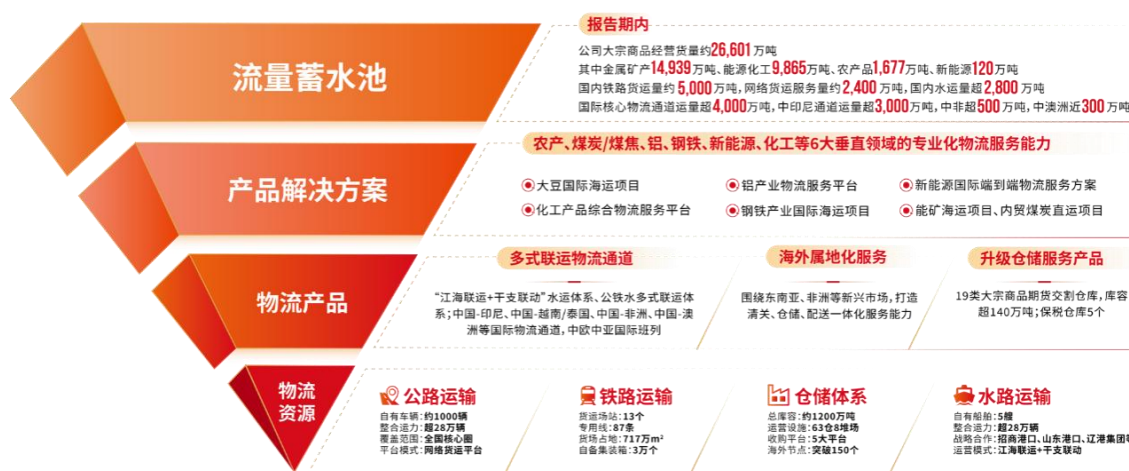 流量蓄水池
报告期内
公司大宗商品经营货量约26,601万吨
其中金属矿产14,939万吨、能源化工9,865万吨、农产品1,677万吨、新能源120万吨
国内铁路货运量约5,000万吨,网络货运服务量约2,400万吨,国内水运量超2,800万吨
国际核心物流通道运量超4,000万吨,中印尼通道运量超3,000万吨,中非超500万吨,中澳洲近300万吨
产品解决方案
农产、煤炭/煤焦、铝、钢铁、新能源、化工等6大垂直领域的专业化物流服务能力
大豆国际海运项目
铝产业物流服务平台
新能源国际端到端物流服务方案
化工产品综合物流服务平台
钢铁产业国际海运项目
能矿海运项目、内贸煤炭直运项目
物流产品
多式联运物流通道
“江海联运+干支联动”水运体系、公铁水多式联运体
系;中国-印尼、中国-越南/泰国、中国-非洲、中国-澳
洲等国际物流通道,中欧中亚国际班列
海外属地化服务
围绕东南亚、非洲等新兴市场,打造
清关、仓储、配送一体化服务能力
升级仓储服务产品
19类大宗商品期货交割仓库,库容
超140万吨;保税仓库5个
物流
资源
公路运输
自有车辆:约1000辆
整合运力:超28万辆
覆盖范围:全国核心圈
平台模式:网络货运平台
铁路运输
货运场站:13个
专用线:87条
货场占地:717万m²
自备集装箱:3万个
仓储体系
总库容:约1200万吨
运营设施:63仓8堆场
收购平台:5大平台
海外节点:突破150个
水路运输
自有船舶:5艘
整合运力:超28万辆
战略合作:招商港口、山东港口、辽港集团等
运营模式:江海联运+干支联动